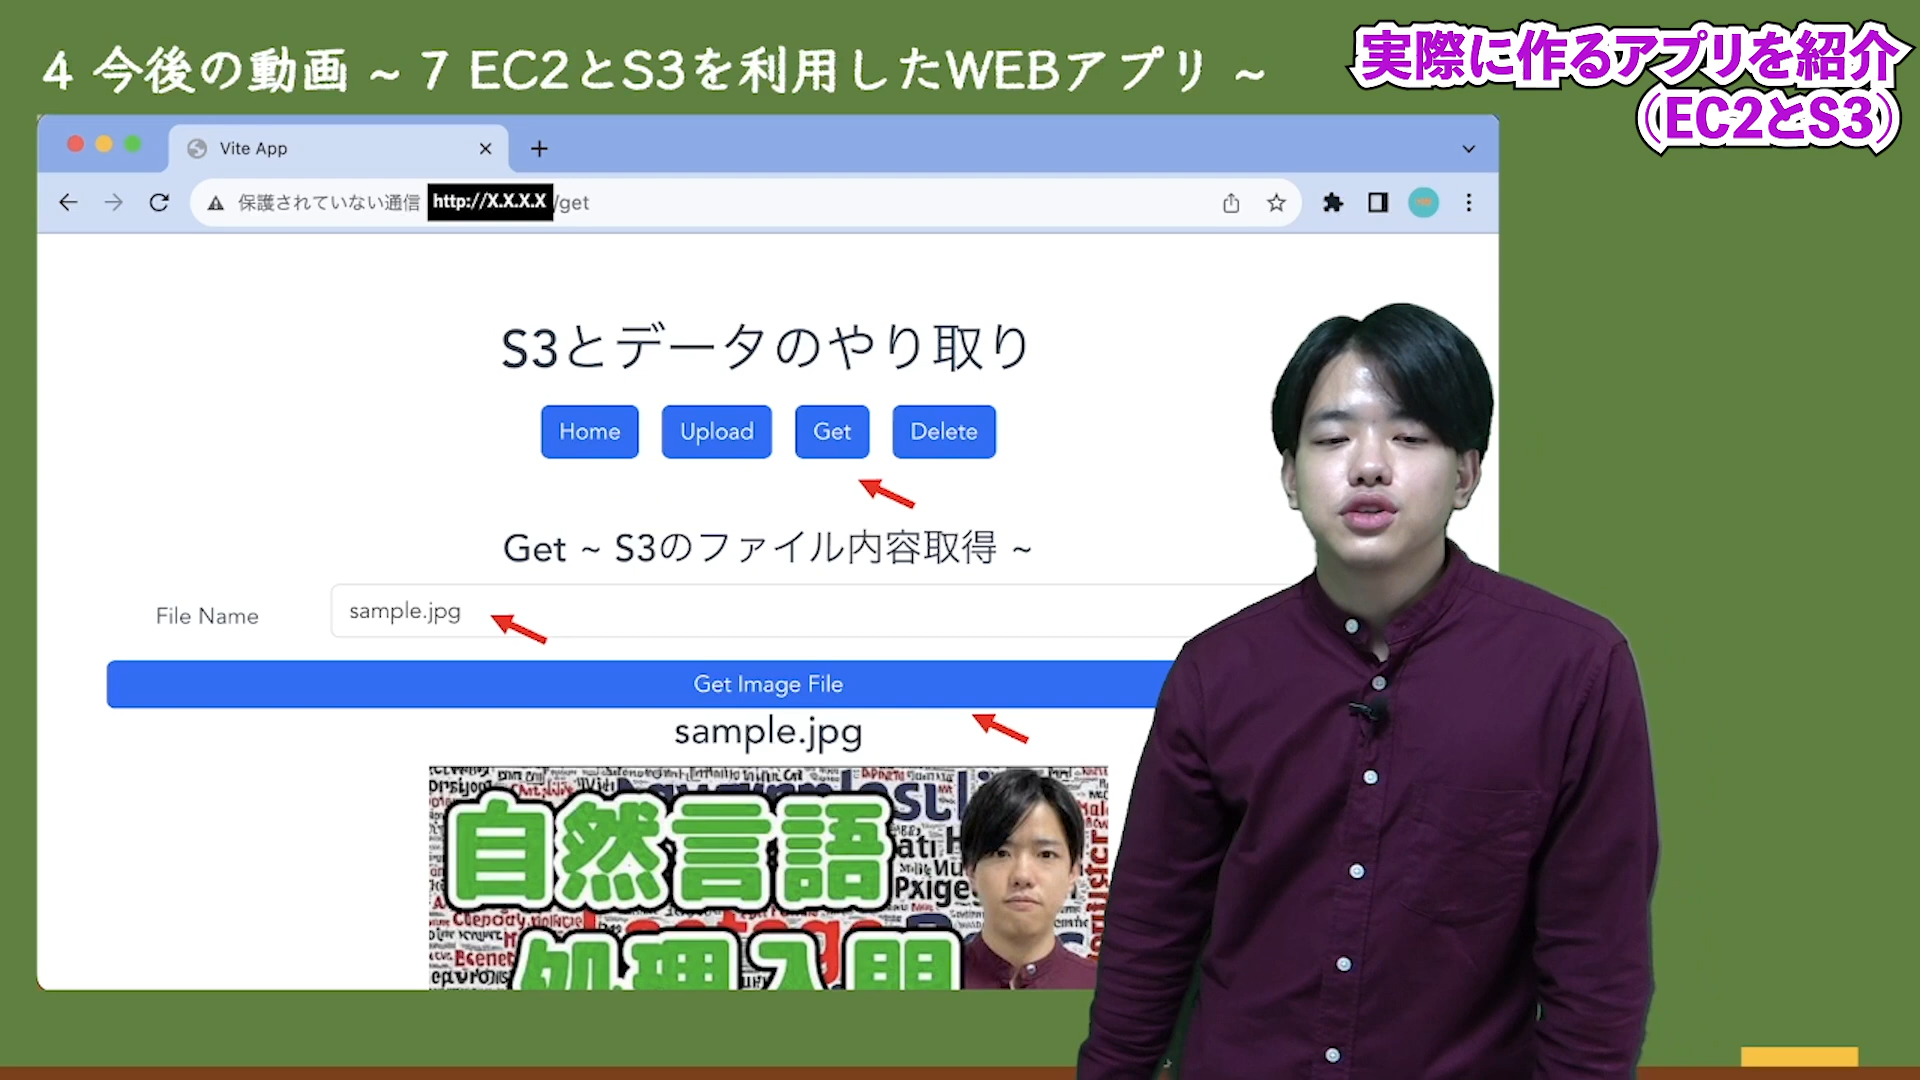 4 今後の動画 ~ 7 EC2とS3を利用したWEBアプリ ~
実際に作るアプリを紹介
(EC2とS3)
Vite App
保護されていない通信 http://X.X.X.X /get
S3とデータのやり取り
Home Upload Get Delete
Get ~ S3のファイル内容取得 ~
File Name sample.jpg
Get Image File
sample.jpg
自然言語
処理入門